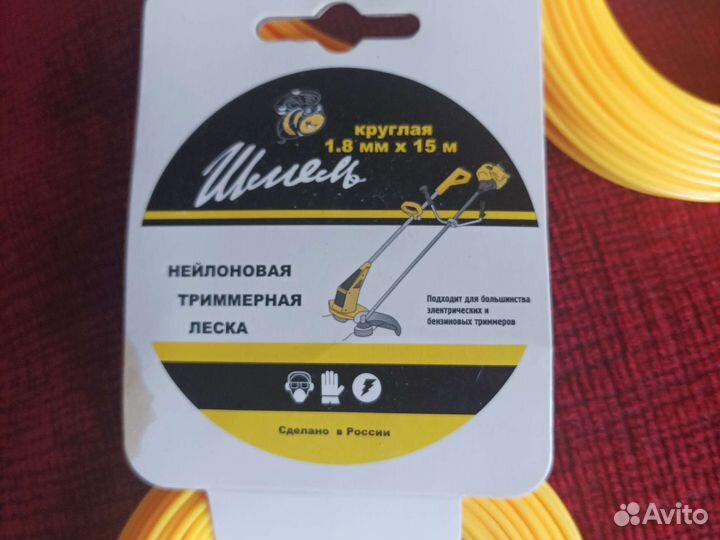 круглая
1.8 мм х 15 м
Шмель
НЕЙЛОНОВАЯ
ТРИММЕРНАЯ
ЛЕСКА
Подходит для большинства
электрических и
бензиновых триммеров
Сделано в России
Avito